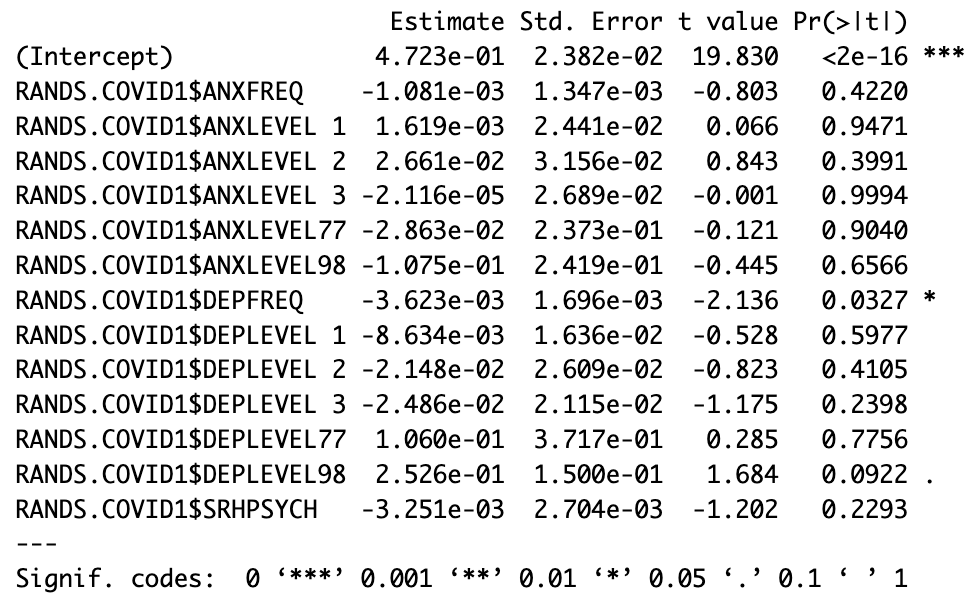 Estimate Std. Error t value Pr(>|t|)
(Intercept) 4.723e-01 2.382e-02 19.830 <2e-16 ***
RANDS.COVID1$ANXFREQ -1.081e-03 1.347e-03 -0.803 0.4220
RANDS.COVID1$ANXLEVEL 1 1.619e-03 2.441e-02 0.066 0.9471
RANDS.COVID1$ANXLEVEL 2 2.661e-02 3.156e-02 0.843 0.3991
RANDS.COVID1$ANXLEVEL 3 -2.116e-05 2.689e-02 -0.001 0.9994
RANDS.COVID1$ANXLEVEL77 -2.863e-02 2.373e-01 -0.121 0.9040
RANDS.COVID1$ANXLEVEL98 -1.075e-01 2.419e-01 -0.445 0.6566
RANDS.COVID1$DEPFREQ -3.623e-03 1.696e-03 -2.136 0.0327 *
RANDS.COVID1$DEPLEVEL 1 -8.634e-03 1.636e-02 -0.528 0.5977
RANDS.COVID1$DEPLEVEL 2 -2.148e-02 2.609e-02 -0.823 0.4105
RANDS.COVID1$DEPLEVEL 3 -2.486e-02 2.115e-02 -1.175 0.2398
RANDS.COVID1$DEPLEVEL77 1.060e-01 3.717e-01 0.285 0.7756
RANDS.COVID1$DEPLEVEL98 2.526e-01 1.500e-01 1.684 0.0922 .
RANDS.COVID1$SRHPSYCH -3.251e-03 2.704e-03 -1.202 0.2293
---
Signif. codes: 0 ‘***’ 0.001 ‘**’ 0.01 ‘*’ 0.05 ‘.’ 0.1 ‘ ’ 1